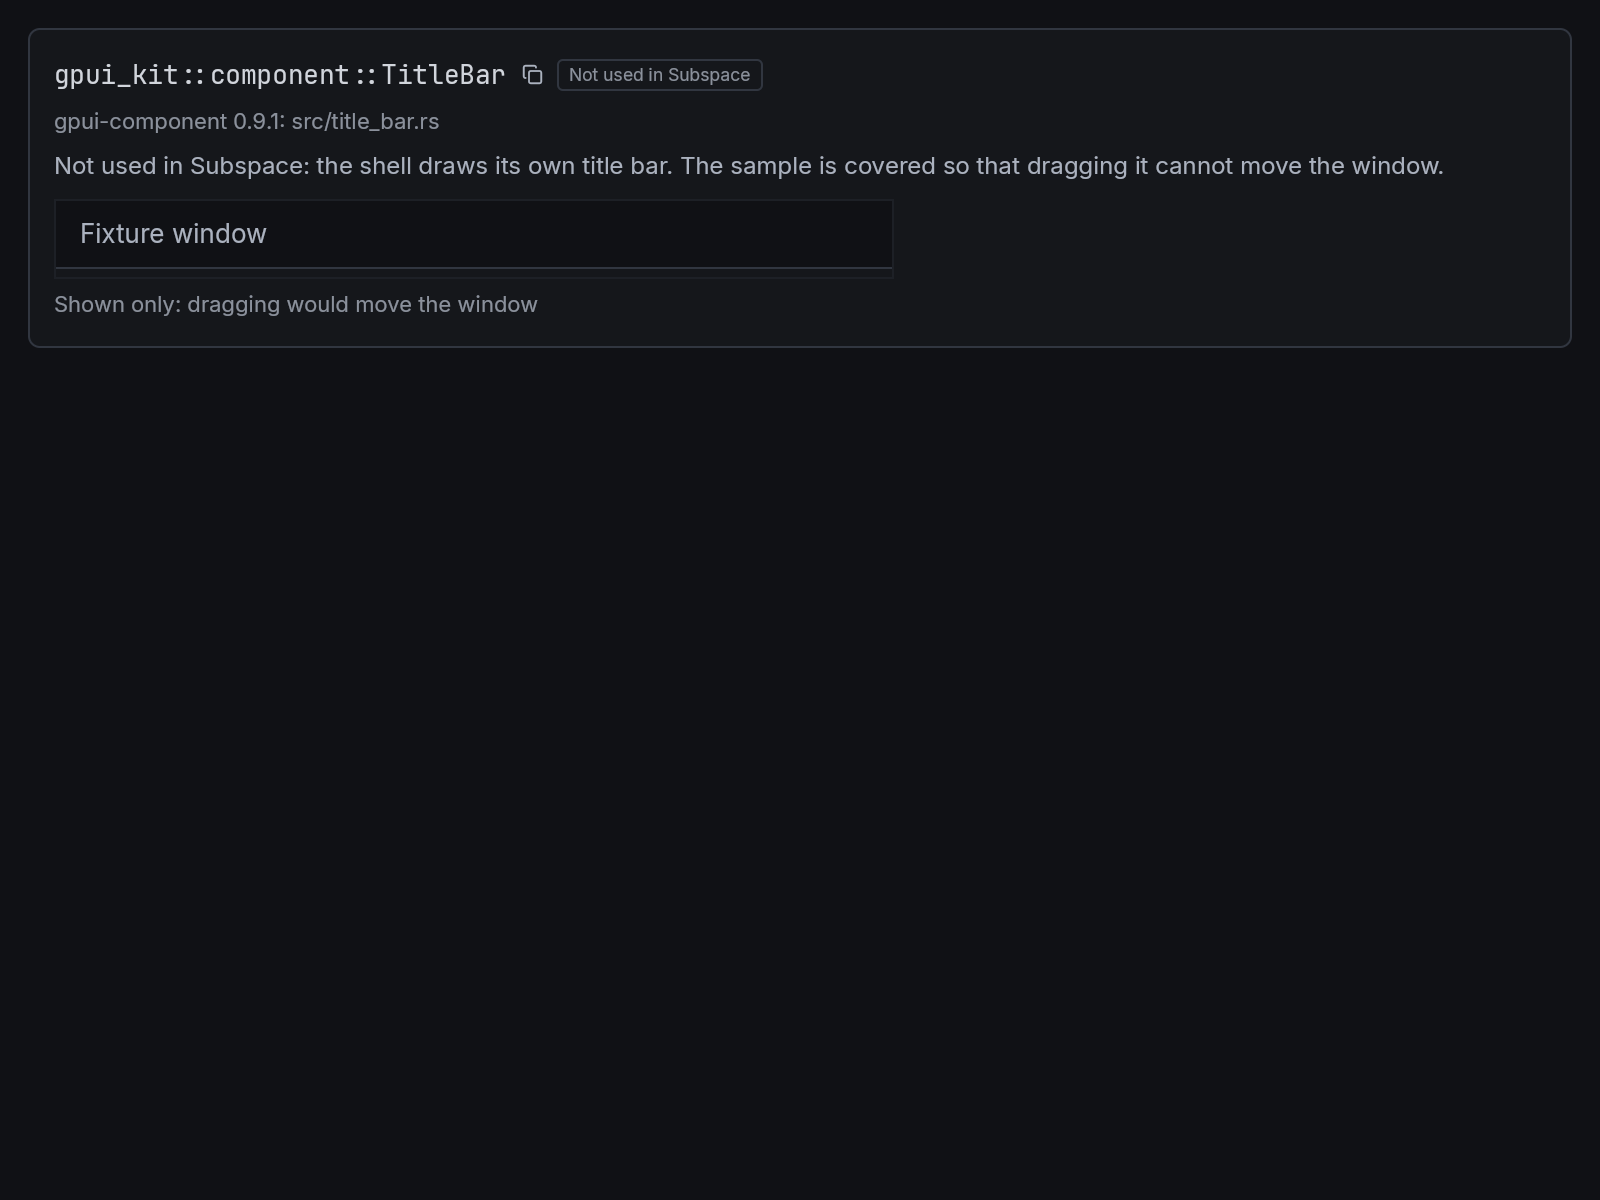 gpui_kit::component::TitleBar Not used in Subspace
gpui-component 0.9.1: src/title_bar.rs
Not used in Subspace: the shell draws its own title bar. The sample is covered so that dragging it cannot move the window.
Fixture window
Shown only: dragging would move the window